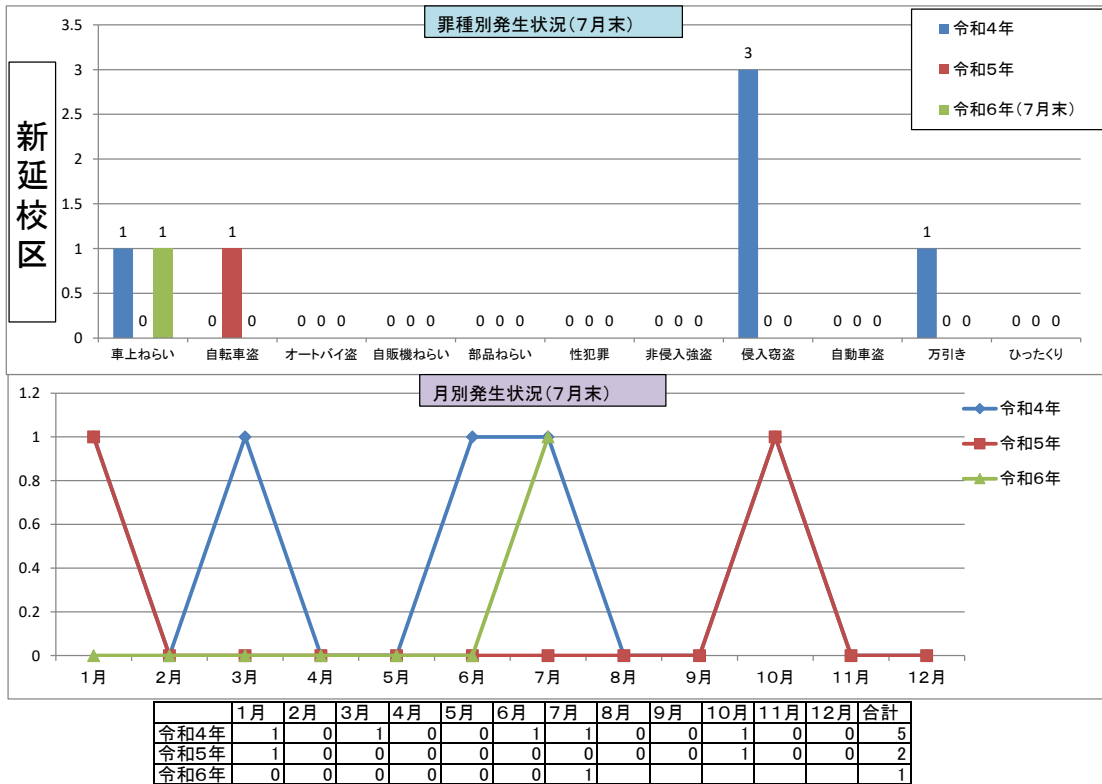 罪種別発生状況(7月末)
新延校区
令和4年
令和5年
令和6年(7月末)
3.5
3
2.5
2
1.5
1
0.5
0
1 0 1
0 1 0
0 0 0
0 0 0
0 0 0
0 0 0
0 0 0
3 0 0
0 0 0
1 0 0
0 0 0
車上ねらい 自転車盗 オートバイ盗 自販機ねらい 部品ねらい 性犯罪 非侵入強盗 侵入窃盗 自動車盗 万引き ひったくり
月別発生状況(7月末)
令和4年
令和5年
令和6年
1.2
1
0.8
0.6
0.4
0.2
0
1月 2月 3月 4月 5月 6月 7月 8月 9月 10月 11月 12月
1月 2月 3月 4月 5月 6月 7月 8月 9月 10月 11月 12月 合計
令和4年 1 0 1 0 0 1 1 0 0 1 0 0 5
令和5年 1 0 0 0 0 0 0 0 0 1 0 0 2
令和6年 0 0 0 0 0 0 1 1